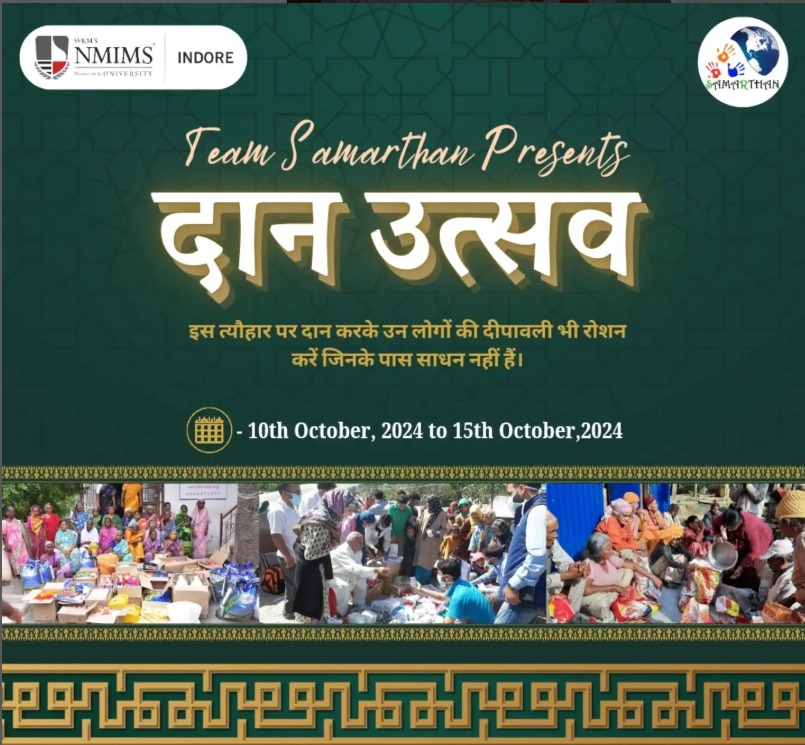 SVKM'S
NMIMS
Deemed to be UNIVERSITY
INDORE
SAMARTHAN
Team Samarthan Presents
दान उत्सव
इस त्यौहार पर दान करके उन लोगों की दीपावली भी रोशन
करें जिनके पास साधन नहीं हैं।
- 10th October, 2024 to 15th October,2024